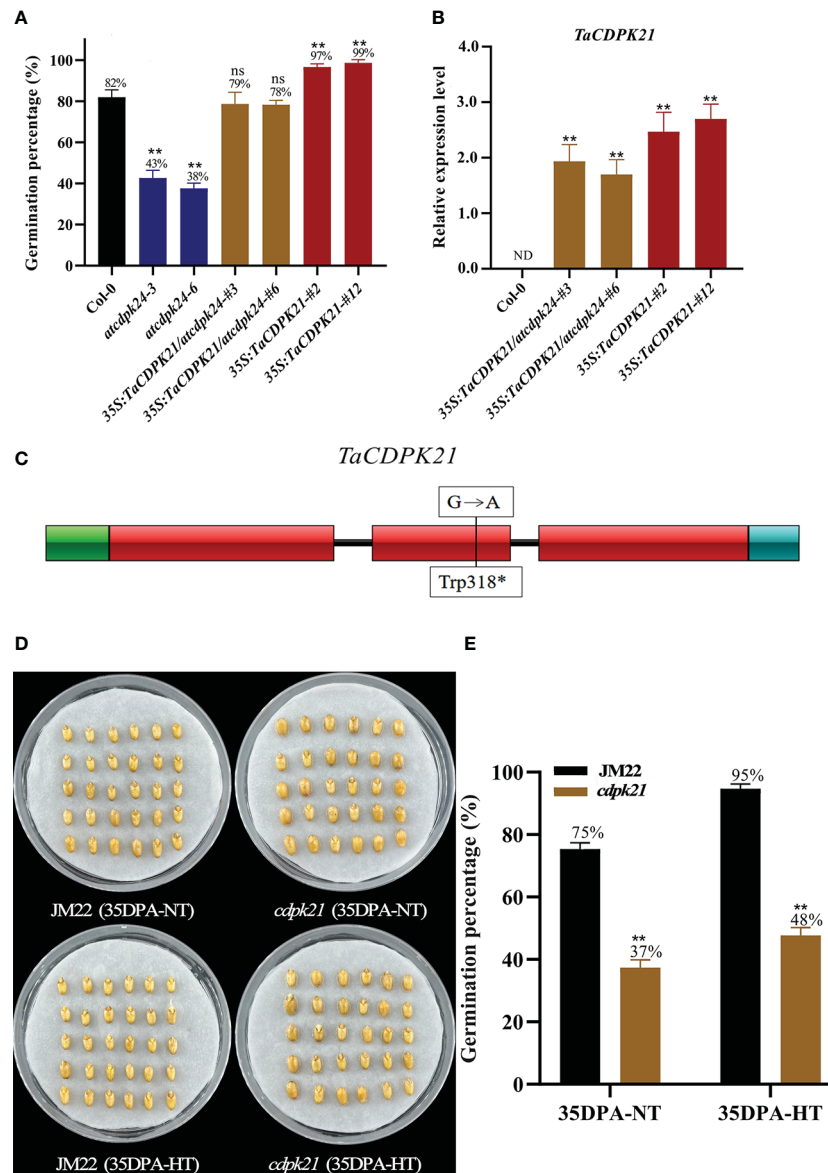 A
Germination percentage (%)
100
80
60
40
20
0
82%
**
43%
**
38%
ns
79%
ns
78%
**
97%
**
99%
Col-0
atcdpk24-3
atcdpk24-6
35S:TaCDPK21/atcdpk24-#3
35S:TaCDPK21/atcdpk24-#6
35S:TaCDPK21-#2
35S:TaCDPK21-#12
B
TaCDPK21
Relative expression level
4.0
3.0
2.0
1.0
0.0
ND
**
**
**
**
Col-0
35S:TaCDPK21/atcdpk24-#3
35S:TaCDPK21/atcdpk24-#6
35S:TaCDPK21-#2
35S:TaCDPK21-#12
C
TaCDPK21
G→A
Trp318*
D
JM22 (35DPA-NT)
cdpk21 (35DPA-NT)
JM22 (35DPA-HT)
cdpk21 (35DPA-HT)
E
JM22
cdpk21
Germination percentage (%)
100
80
60
40
20
0
75%
**
37%
95%
**
48%
35DPA-NT
35DPA-HT